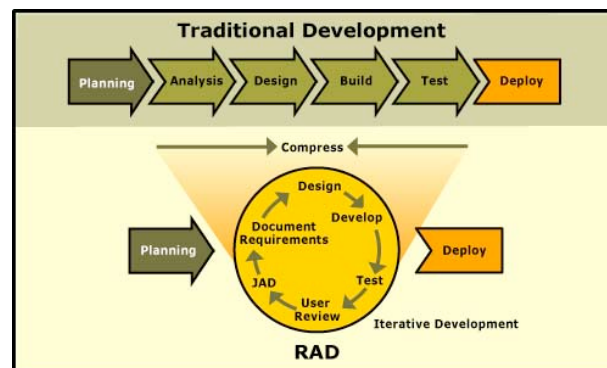 Traditional Development
Planning
Analysis
Design
Build
Test
Deploy
Compress
Design
Develop
Test
User
Review
JAD
Document
Requirements
Planning
Deploy
Iterative Development
RAD